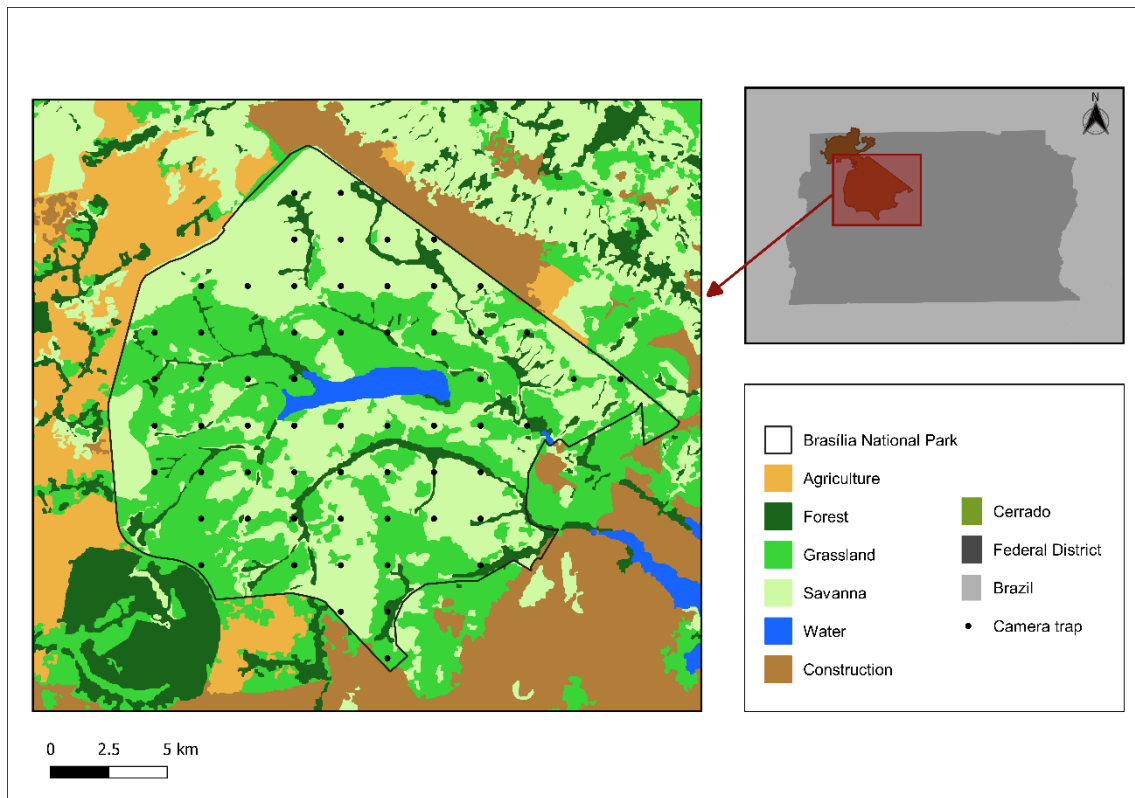 N
Brasília National Park
Agriculture
Forest
Grassland
Savanna
Water
Construction
Cerrado
Federal District
Brazil
Camera trap
0 2.5 5 km